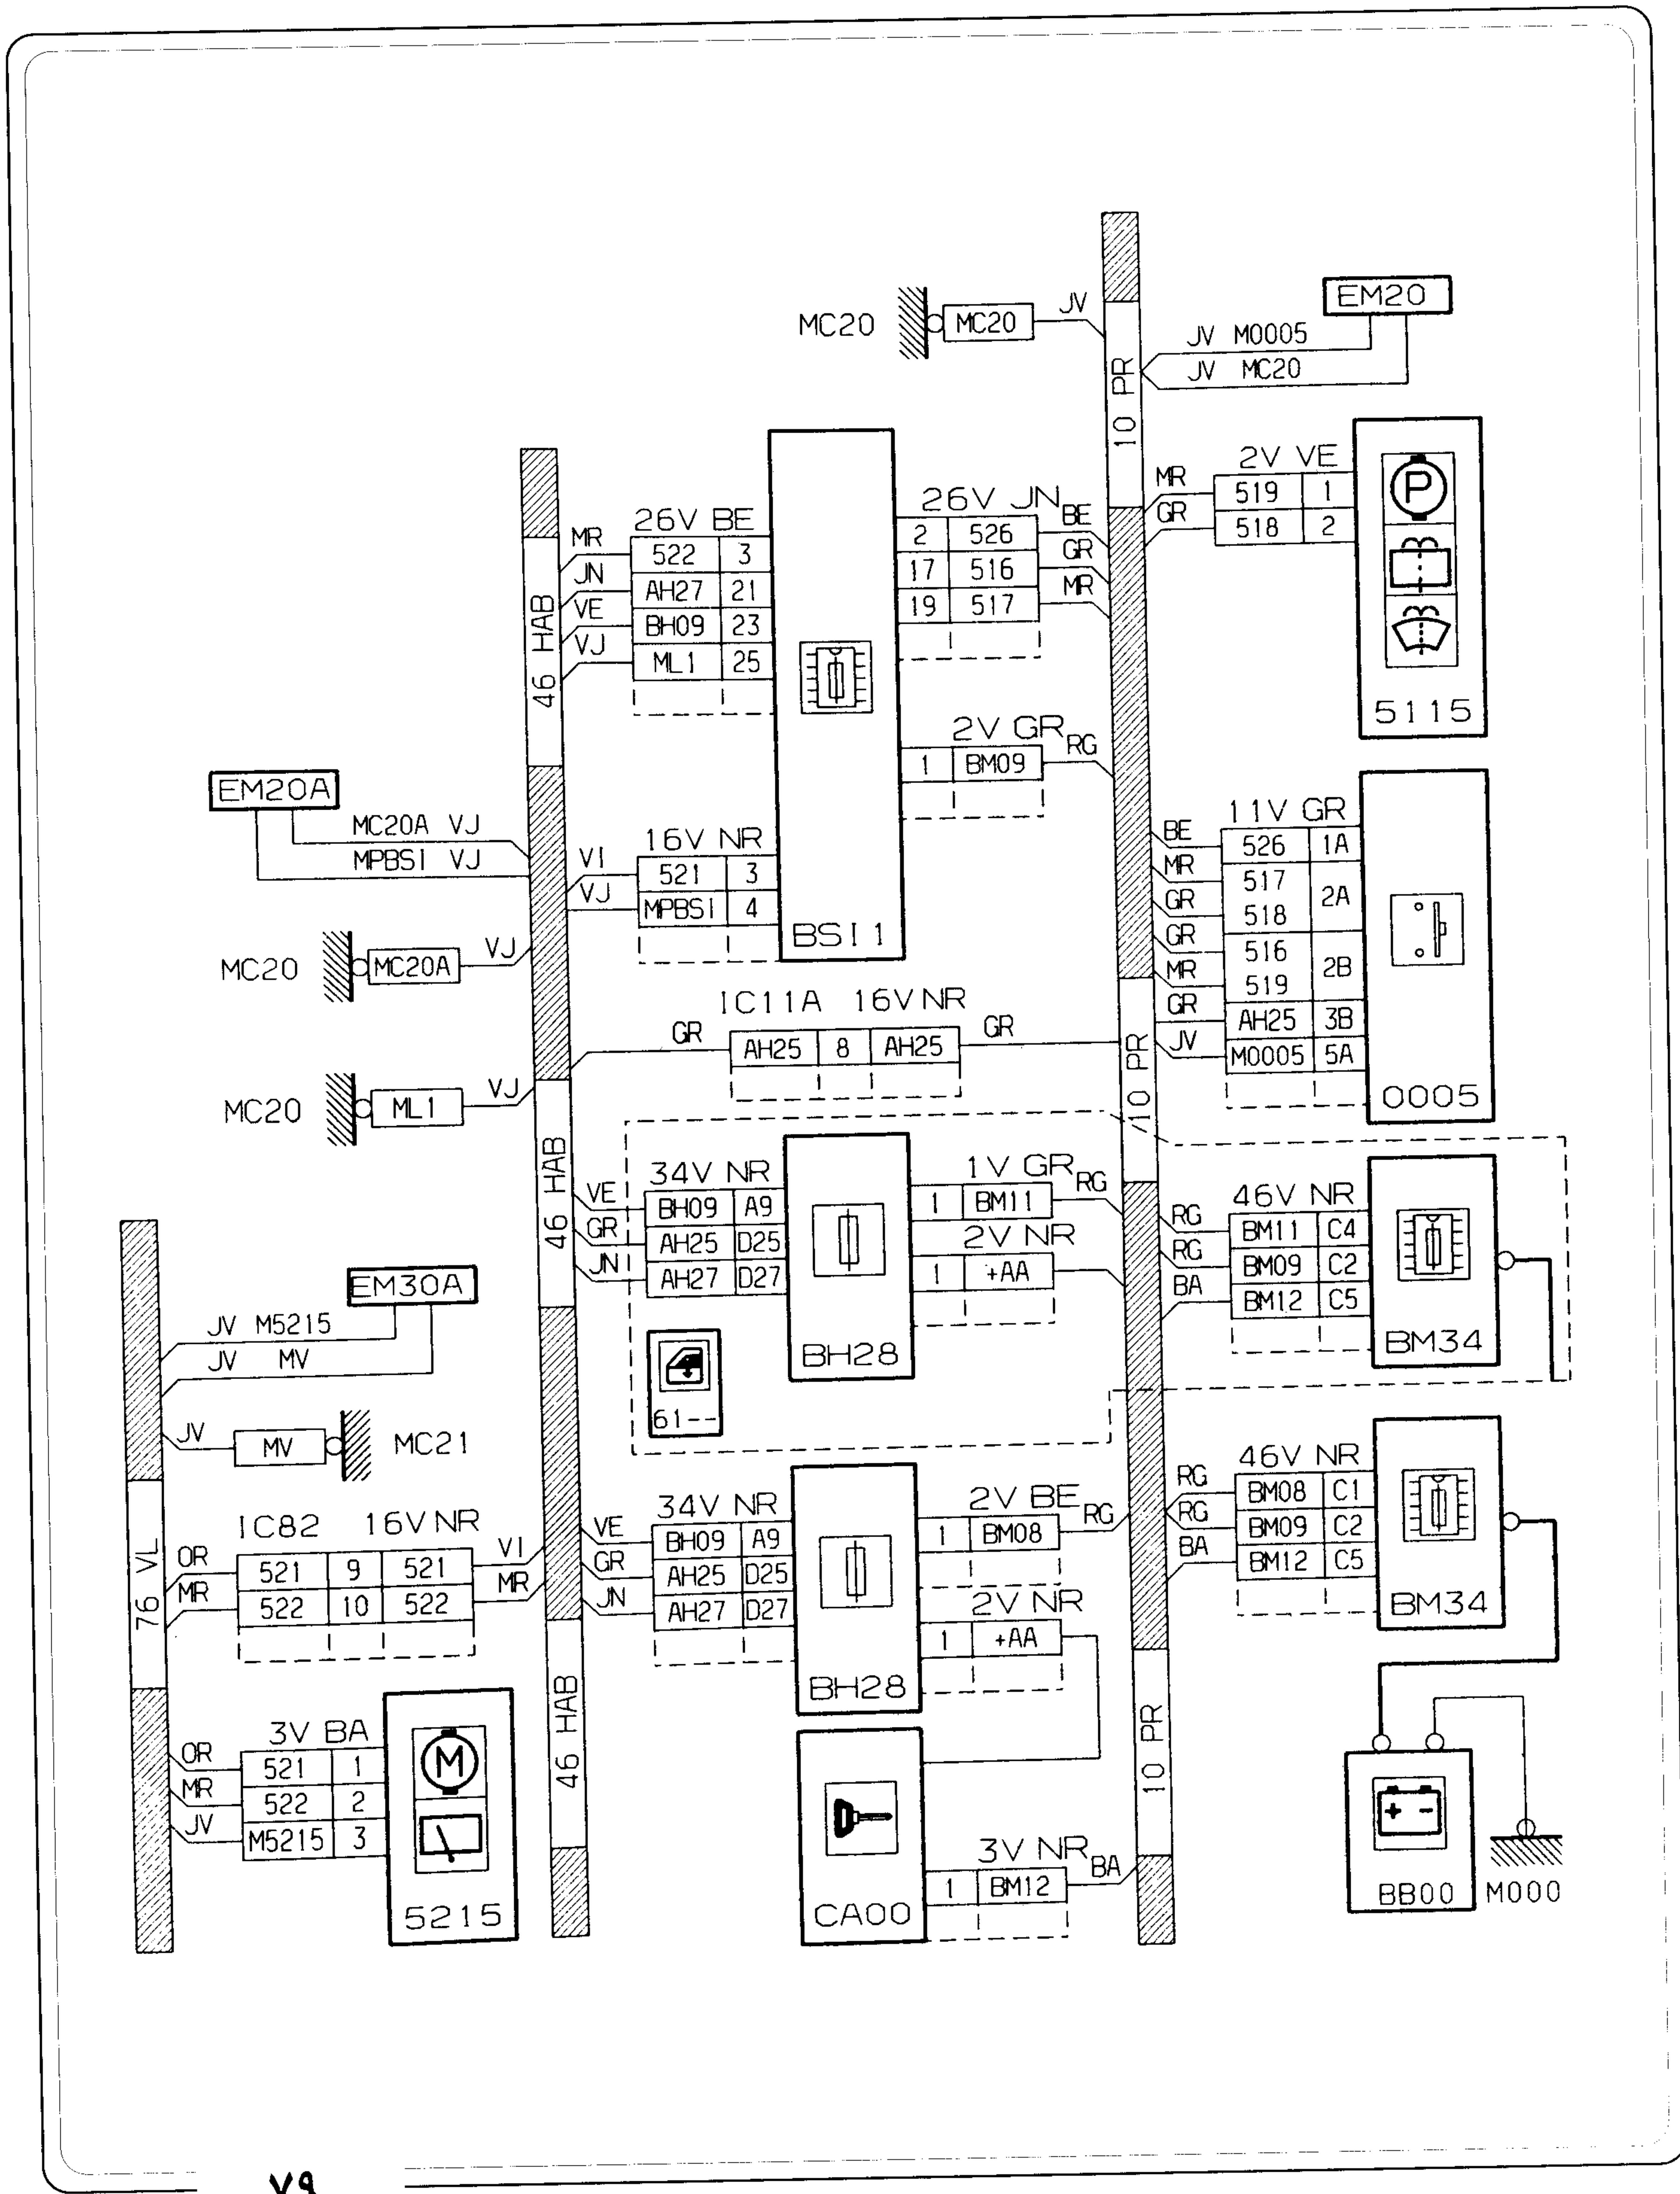 MC20
MC20
JV
EM20
JV M0005
JV MC20
10 PR
2V VE
MR 519 1
GR 518 2
P
5115
46 HAB
26V BE
MR 522 3
JN AH27 21
VE BH09 23
VJ ML1 25
26V JN
2 526 BE
17 516 GR
19 517 MR
2V GR
1 BM09 RG
EM20A
MC20A VJ
MPBSI VJ
16V NR
VI 521 3
VJ MPBSI 4
BSI1
11V GR
BE 526 1A
MR 517
2A
GR 518
GR 516
2B
MR 519
GR AH25 3B
JV M0005 5A
0005
MC20
MC20A
VJ
IC11A 16V NR
GR AH25 8 AH25 GR
10 PR
MC20
ML1
VJ
46 HAB
34V NR
VE BH09 A9
GR AH25 D25
JN AH27 D27
1V GR
1 BM11 RG
2V NR
1 +AA
BH28
61--
46V NR
RG BM11 C4
RG BM09 C2
BA BM12 C5
BM34
EM30A
JV M5215
JV MV
JV
MV
MC21
76 VL
IC82 16V NR
OR 521 9 521 VI
MR 522 10 522 MR
34V NR
VE BH09 A9
GR AH25 D25
JN AH27 D27
2V BE
1 BM08 RG
2V NR
1 +AA
BH28
46V NR
RG BM08 C1
RG BM09 C2
BA BM12 C5
BM34
46 HAB
3V BA
OR 521 1
MR 522 2
JV M5215 3
M
5215
3V NR
1 BM12 BA
CA00
10 PR
+ -
BB00
M000
۷۹